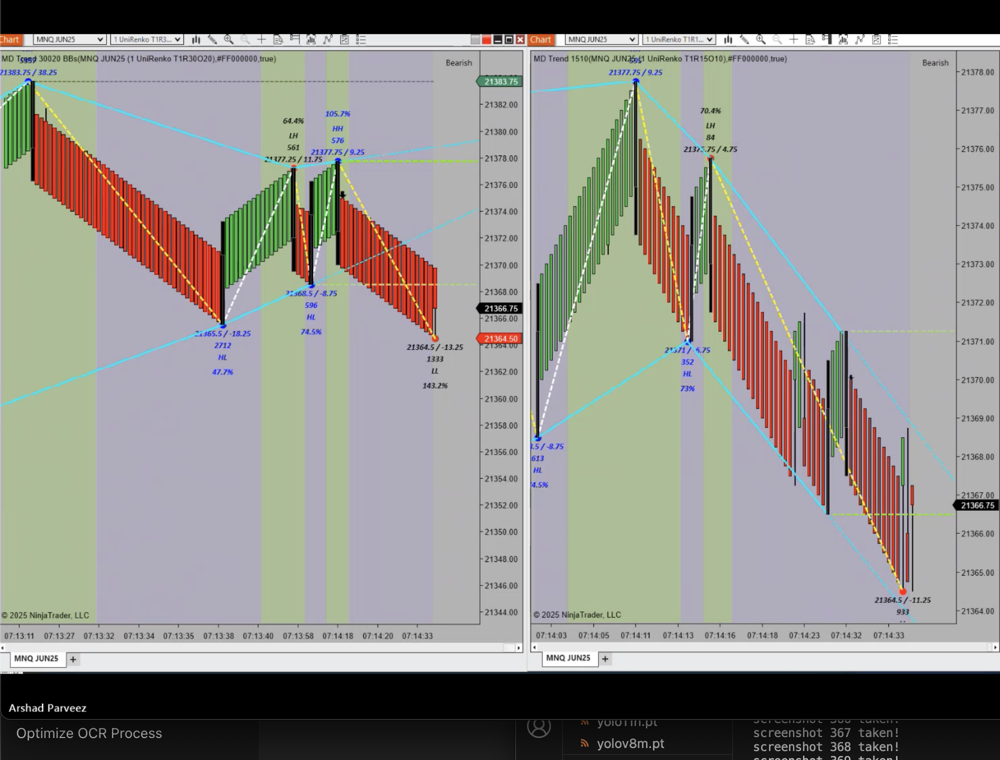 Chart MNQ JUN25 1 UniRenko T1R3...
MD Trend 30020 BBs(MNQ JUN25 (1 UniRenko T1R30O20),#FF000000,true)
Bearish
21383.75 / 38.25
64.4%
LH
561
21377.25 / 11.75
105.7%
HH
576
21377.75 / 9.25
21368.5 / -8.75
596
HL
74.5%
21365.5 / -18.25
2712
HL
47.7%
21364.5 / -13.25
1333
LL
143.2%
21383.75
21382.00
21380.00
21378.00
21376.00
21374.00
21372.00
21370.00
21368.00
21366.75
21366.00
21364.50
21362.00
21360.00
21358.00
21356.00
21354.00
21352.00
21350.00
21348.00
21346.00
21344.00
© 2025 NinjaTrader, LLC
07:13:11 07:13:27 07:13:32 07:13:34 07:13:35 07:13:38 07:13:40 07:13:58 07:14:18 07:14:20 07:14:33
MNQ JUN25 +
Chart MNQ JUN25 1 UniRenko T1R1...
MD Trend 1510(MNQ JUN25 (1 UniRenko T1R15O10),#FF000000,true)
Bearish
21377.75 / 9.25
70.4%
LH
84
/ 4.75
21371 / -6.75
352
HL
73%
/ -8.75
613
HL
21364.5 / -11.25
933
21378.00
21377.00
21376.00
21375.00
21374.00
21373.00
21372.00
21371.00
21370.00
21369.00
21368.00
21367.00
21366.75
21365.00
21364.00
© 2025 NinjaTrader, LLC
07:14:03 07:14:05 07:14:11 07:14:13 07:14:16 07:14:18 07:14:23 07:14:32 07:14:33
MNQ JUN25 +
Arshad Parveez
Optimize OCR Process
yolo11n.pt
yolov8m.pt
screenshot 367 taken!
screenshot 368 taken!